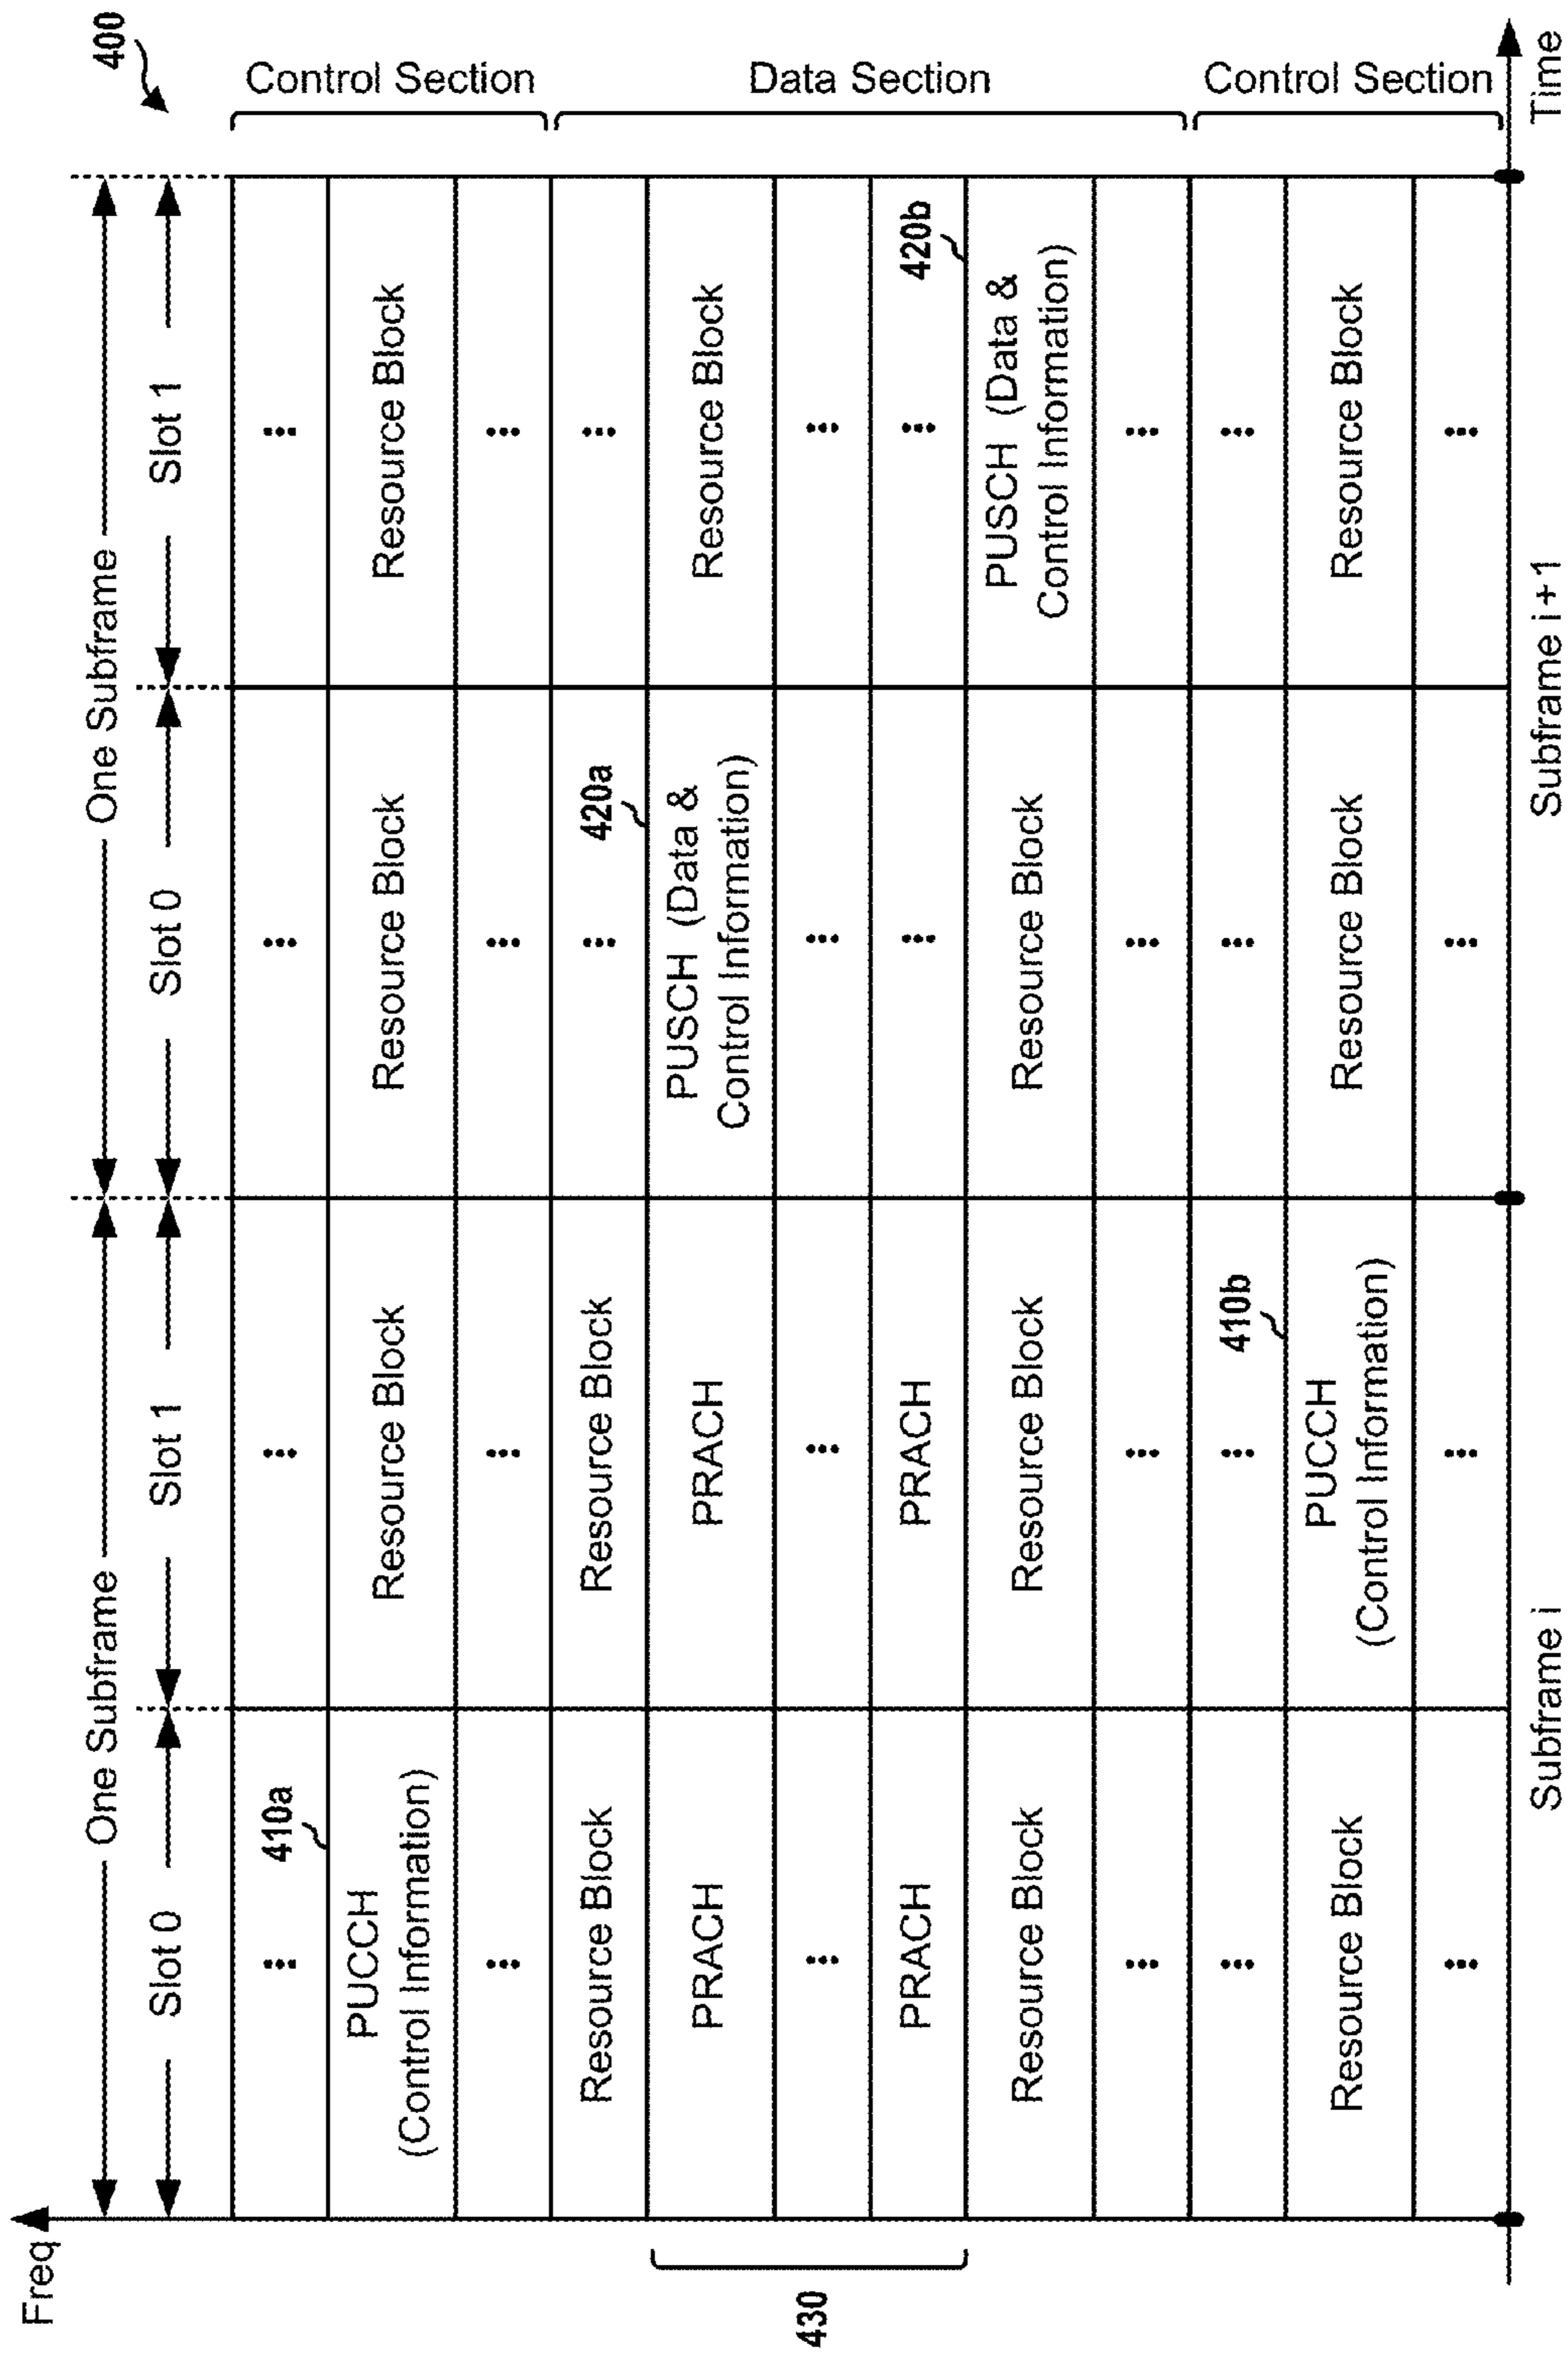 Freq
400
One Subframe
One Subframe
Slot 0
Slot 1
Slot 0
Slot 1
410a
PUCCH
(Control Information)
Resource Block
Resource Block
Resource Block
Control Section
Resource Block
Resource Block
420a
430
PRACH
PRACH
PUSCH (Data &
Control Information)
Resource Block
Data Section
PRACH
PRACH
420b
Resource Block
Resource Block
Resource Block
PUSCH (Data &
Control Information)
410b
Resource Block
PUCCH
(Control Information)
Resource Block
Resource Block
Control Section
Subframe i
Subframe i + 1
Time